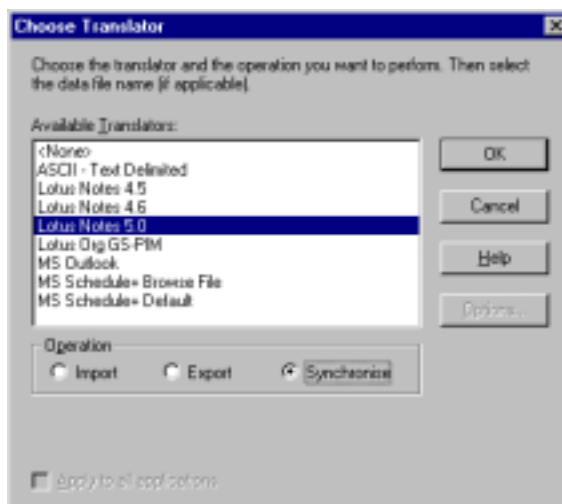 Choose Translator
Choose the translator and the operation you want to perform. Then select
the data file name (if applicable).
Available Translators:
<None>
ASCII - Text Delimited
Lotus Notes 4.5
Lotus Notes 4.6
Lotus Notes 5.0
Lotus Org GS-PIM
MS Outlook
MS Schedule+ Browse File
MS Schedule+ Default
OK
Cancel
Help
Options...
Operation
Import
Export
Synchronise
Apply to all applications